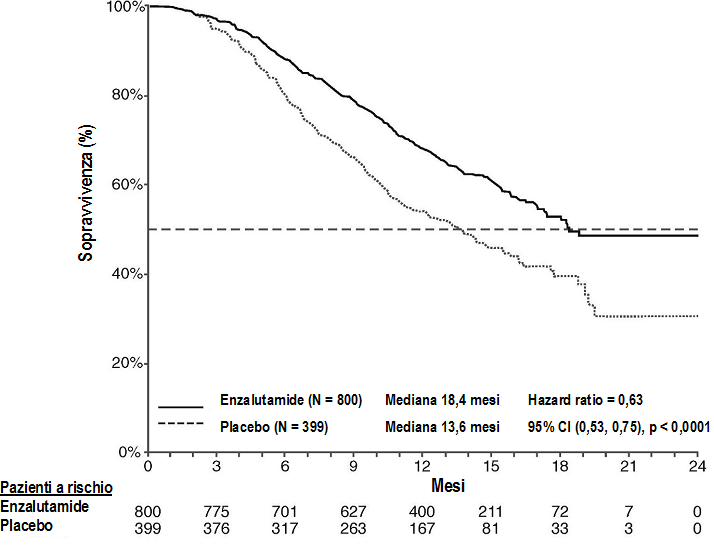 100%
80%
60%
40%
20%
0%
Sopravvivenza (%)
Enzalutamide (N = 800) Mediana 18,4 mesi Hazard ratio = 0,63
Placebo (N = 399) Mediana 13,6 mesi 95% CI (0,53, 0,75), p < 0,0001
0 3 6 9 12 15 18 21 24
Mesi
Pazienti a rischio
Enzalutamide 800 775 701 627 400 211 72 7 0
Placebo 399 376 317 263 167 81 33 3 0